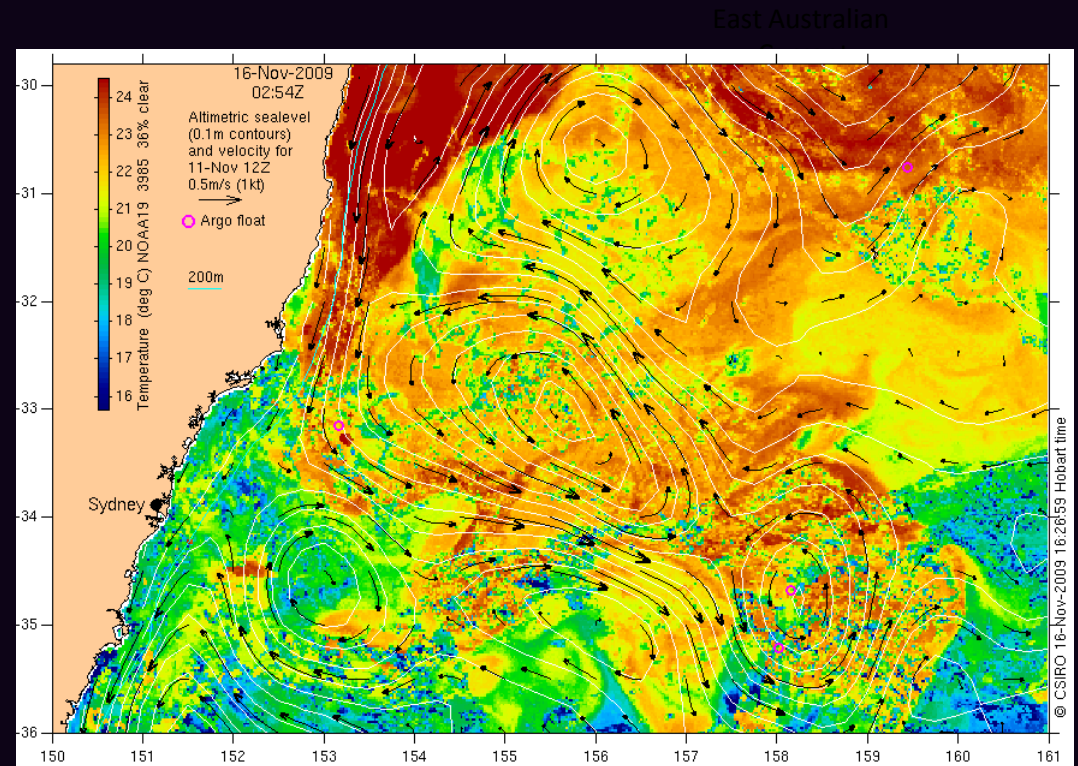 East Australian
16-Nov-2009
02:54Z
Altimetric sealevel
(0.1m contours)
and velocity for
11-Nov 12Z
0.5m/s (1kt)
Argo float
200m
24
23
22
21
20
19
18
17
16
Temperature (deg C) NOAA19 3985 36% clear
Sydney
-30
-31
-32
-33
-34
-35
-36
150 151 152 153 154 155 156 157 158 159 160 161
© CSIRO 16-Nov-2009 16:26:59 Hobart time